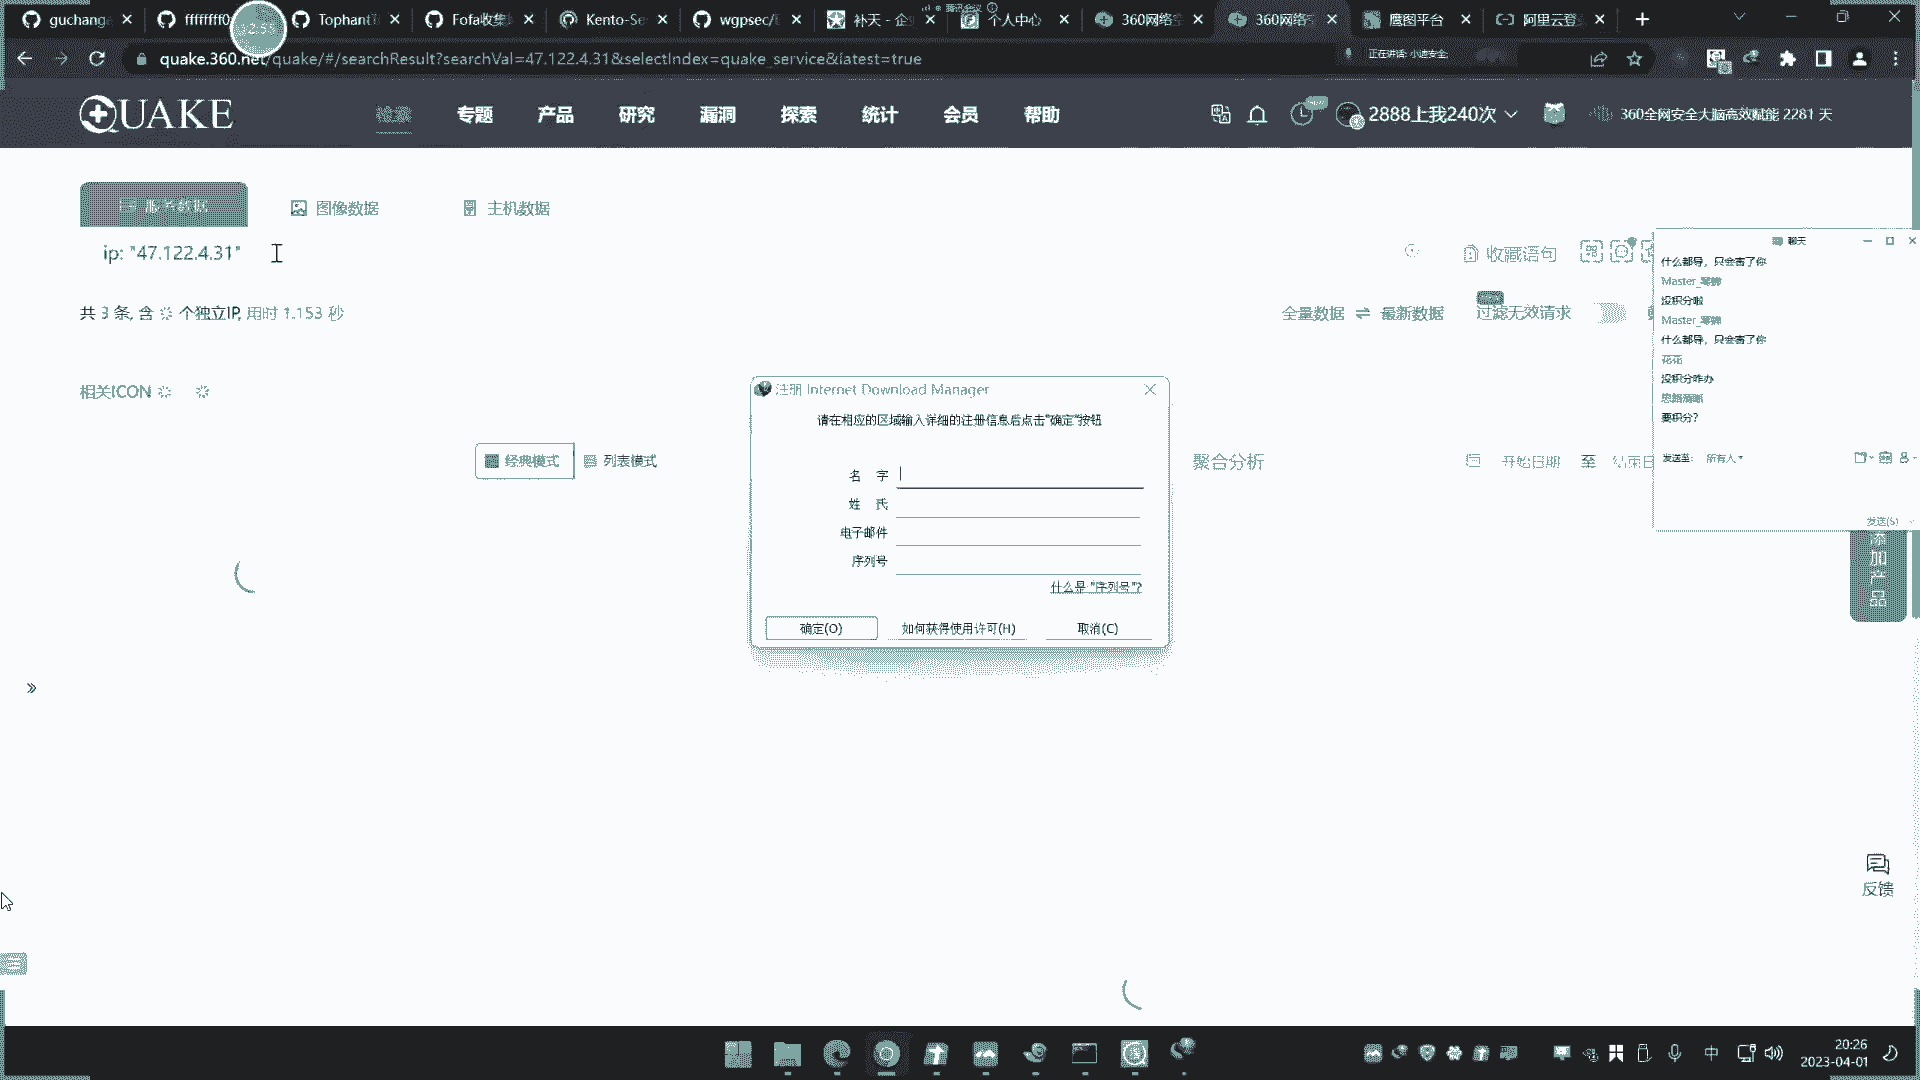 guchang
ffffffff0
Tophant
Fofa收集
Kento-Se
wgpsec/
补天 - 企
个人中心
360网络
360网络
鹰图平台
阿里云登
quake.360.net/quake/#/searchResult?searchVal=47.122.4.31&selectIndex=quake_service&latest=true
正在讲话: 小迪安全;
QUAKE
检索
专题
产品
研究
漏洞
探索
统计
会员
帮助
2888上我240次
360全网安全大脑高效赋能 2281 天
服务数据
图像数据
主机数据
ip: "47.122.4.31"
收藏语句
共 3 条, 含 个独立IP, 用时 1.153 秒
全量数据 ⇌ 最新数据
过滤无效请求
相关ICON
经典模式
列表模式
聚合分析
开始日期 至 结束日
注册 Internet Download Manager
请在相应的区域输入详细的注册信息后点击"确定"按钮
名 字
姓 氏
电子邮件
序列号
什么是 "序列号"?
确定(O)
如何获得使用许可(H)
取消(C)
聊天
什么都导，只会害了你
没积分啦
什么都导，只会害了你
花花
没积分咋办
思路清晰
要积分?
发送至:
所有人
发送(S)
添加产品
反馈
中
20:26
2023-04-01